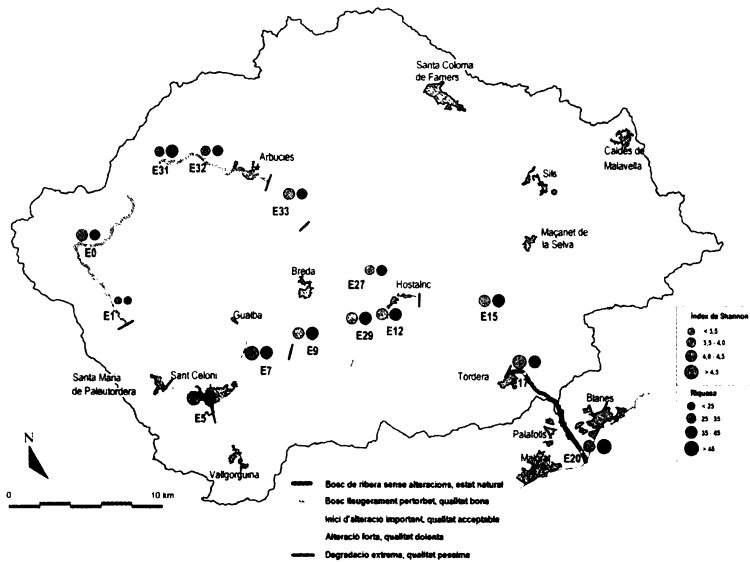 Santa Coloma
de Farners
Caldes de
Malavella
Arbucies
E31
E32
Sils
E33
Maçanet de
la Selva
E0
E27
Breda
Hostalric
E1
Gualba
E15
E12
E29
E9
Índex de Shannon
< 3,5
3,5 - 4,0
4,0 - 4,5
> 4,5
E7
Santa Maria
de Palautordera
Sant Celoni
Tordera
17
Riquesa
< 25
25 35
35 45
> 45
E5
Blanes
Palafolls
Malgrat
E20
N
Vallgorguina
0
10 km
Bosc de ribera sense alteracions, estat natural
Bosc lleugerament pertorbat, qualitat bona
Inici d'alteració important, qualitat acceptable
Alteració forta, qualitat dolenta
Degradació extrema, qualitat pèssima